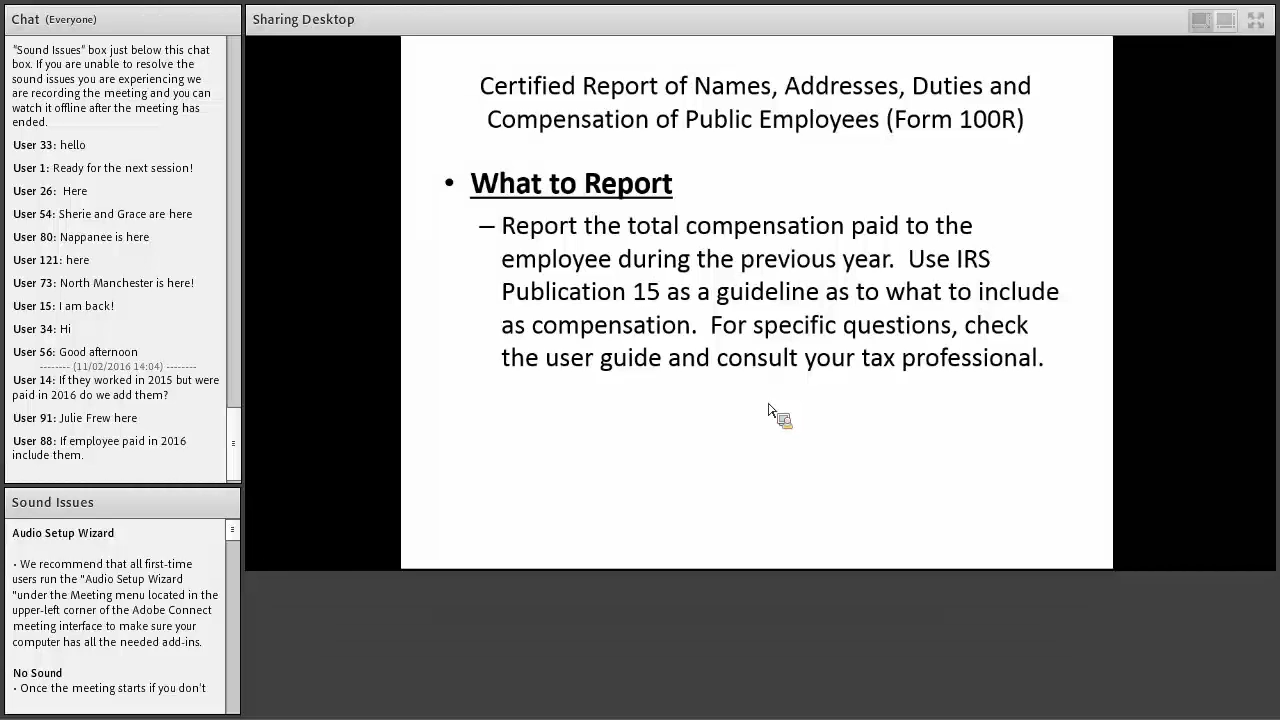 Chat (Everyone)
"Sound Issues" box just below this chat
box. If you are unable to resolve the
sound issues you are experiencing we
are recording the meeting and you can
watch it offline after the meeting has
ended.
User 33: hello
User 1: Ready for the next session!
User 26: Here
User 54: Sherie and Grace are here
User 80: Nappanee is here
User 121: here
User 73: North Manchester is here!
User 15: I am back!
User 34: Hi
User 56: Good afternoon
-------- (11/02/2016 14:04) --------
User 14: If they worked in 2015 but were
paid in 2016 do we add them?
User 91: Julie Frew here
User 88: If employee paid in 2016
include them.
Sound Issues
Audio Setup Wizard
• We recommend that all first-time
users run the "Audio Setup Wizard
"under the Meeting menu located in the
upper-left corner of the Adobe Connect
meeting interface to make sure your
computer has all the needed add-ins.
No Sound
• Once the meeting starts if you don't
Sharing Desktop
Certified Report of Names, Addresses, Duties and
Compensation of Public Employees (Form 100R)
• What to Report
– Report the total compensation paid to the
employee during the previous year.  Use IRS
Publication 15 as a guideline as to what to include
as compensation.  For specific questions, check
the user guide and consult your tax professional.